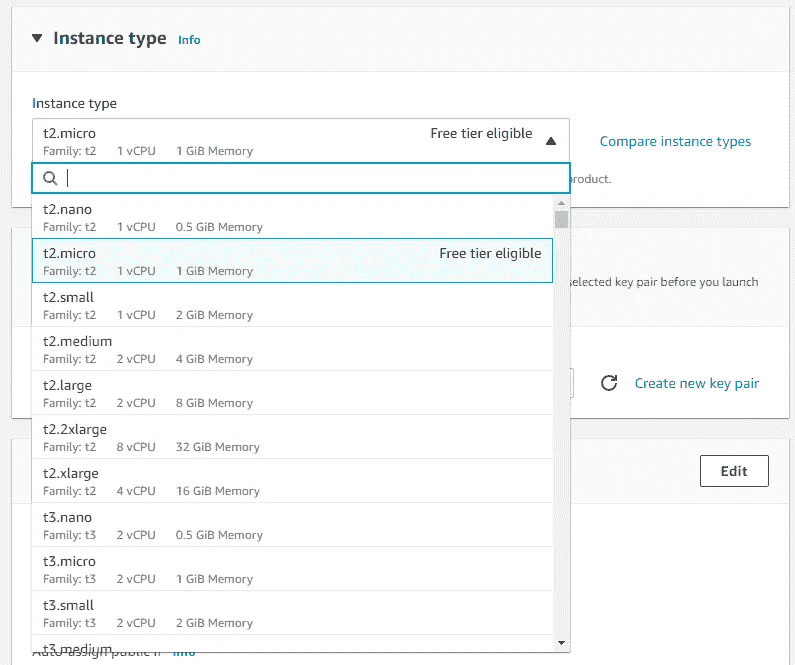 Instance type Info
Instance type
t2.micro Free tier eligible
Family: t2 1 vCPU 1 GiB Memory
Compare instance types
product.
t2.nano
Family: t2 1 vCPU 0.5 GiB Memory
t2.micro Free tier eligible
Family: t2 1 vCPU 1 GiB Memory
selected key pair before you launch
t2.small
Family: t2 1 vCPU 2 GiB Memory
t2.medium
Family: t2 2 vCPU 4 GiB Memory
t2.large
Family: t2 2 vCPU 8 GiB Memory
Create new key pair
t2.2xlarge
Family: t2 8 vCPU 32 GiB Memory
t2.xlarge
Family: t2 4 vCPU 16 GiB Memory
Edit
t3.nano
Family: t3 2 vCPU 0.5 GiB Memory
t3.micro
Family: t3 2 vCPU 1 GiB Memory
t3.small
Family: t3 2 vCPU 2 GiB Memory
t3.medium
Auto-assign public IP Info